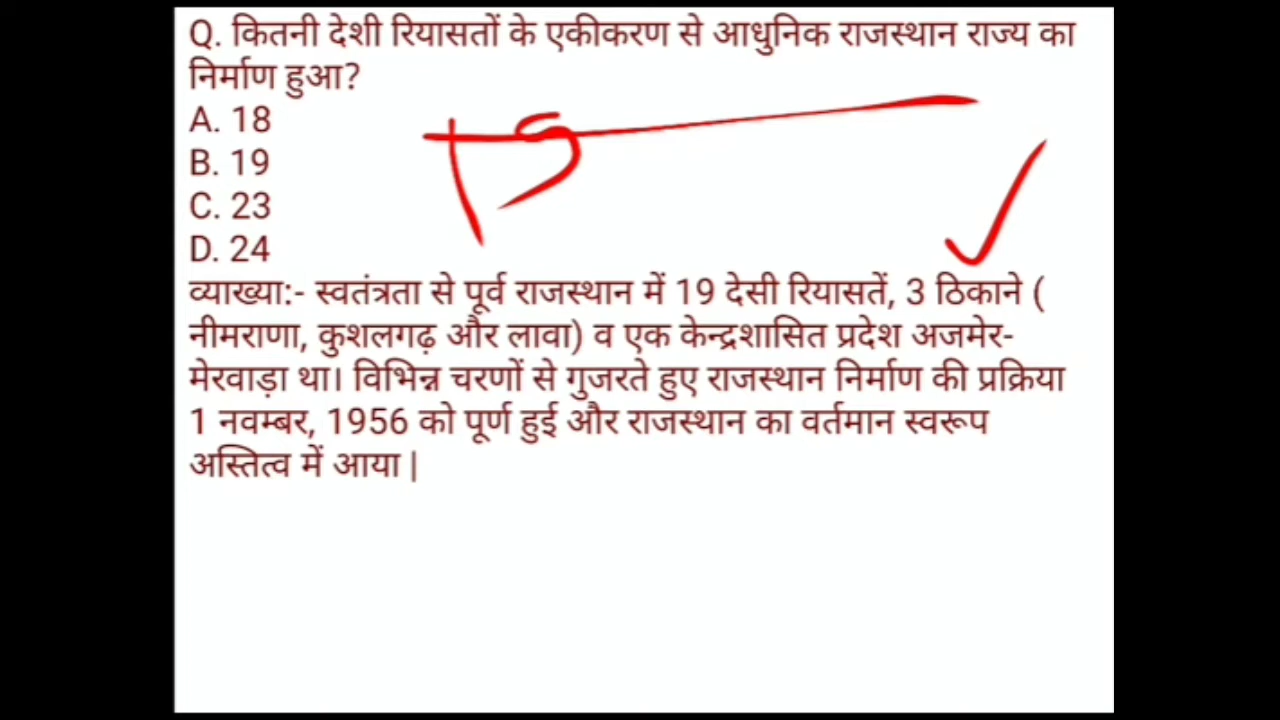 Q. कितनी देशी रियासतों के एकीकरण से आधुनिक राजस्थान राज्य का
निर्माण हुआ?
A. 18
B. 19
C. 23
D. 24
व्याख्या:- स्वतंत्रता से पूर्व राजस्थान में 19 देसी रियासतें, 3 ठिकाने (
नीमराणा, कुशलगढ़ और लावा) व एक केन्द्रशासित प्रदेश अजमेर-
मेरवाड़ा था। विभिन्न चरणों से गुजरते हुए राजस्थान निर्माण की प्रक्रिया
1 नवम्बर, 1956 को पूर्ण हुई और राजस्थान का वर्तमान स्वरूप
अस्तित्व में आया |